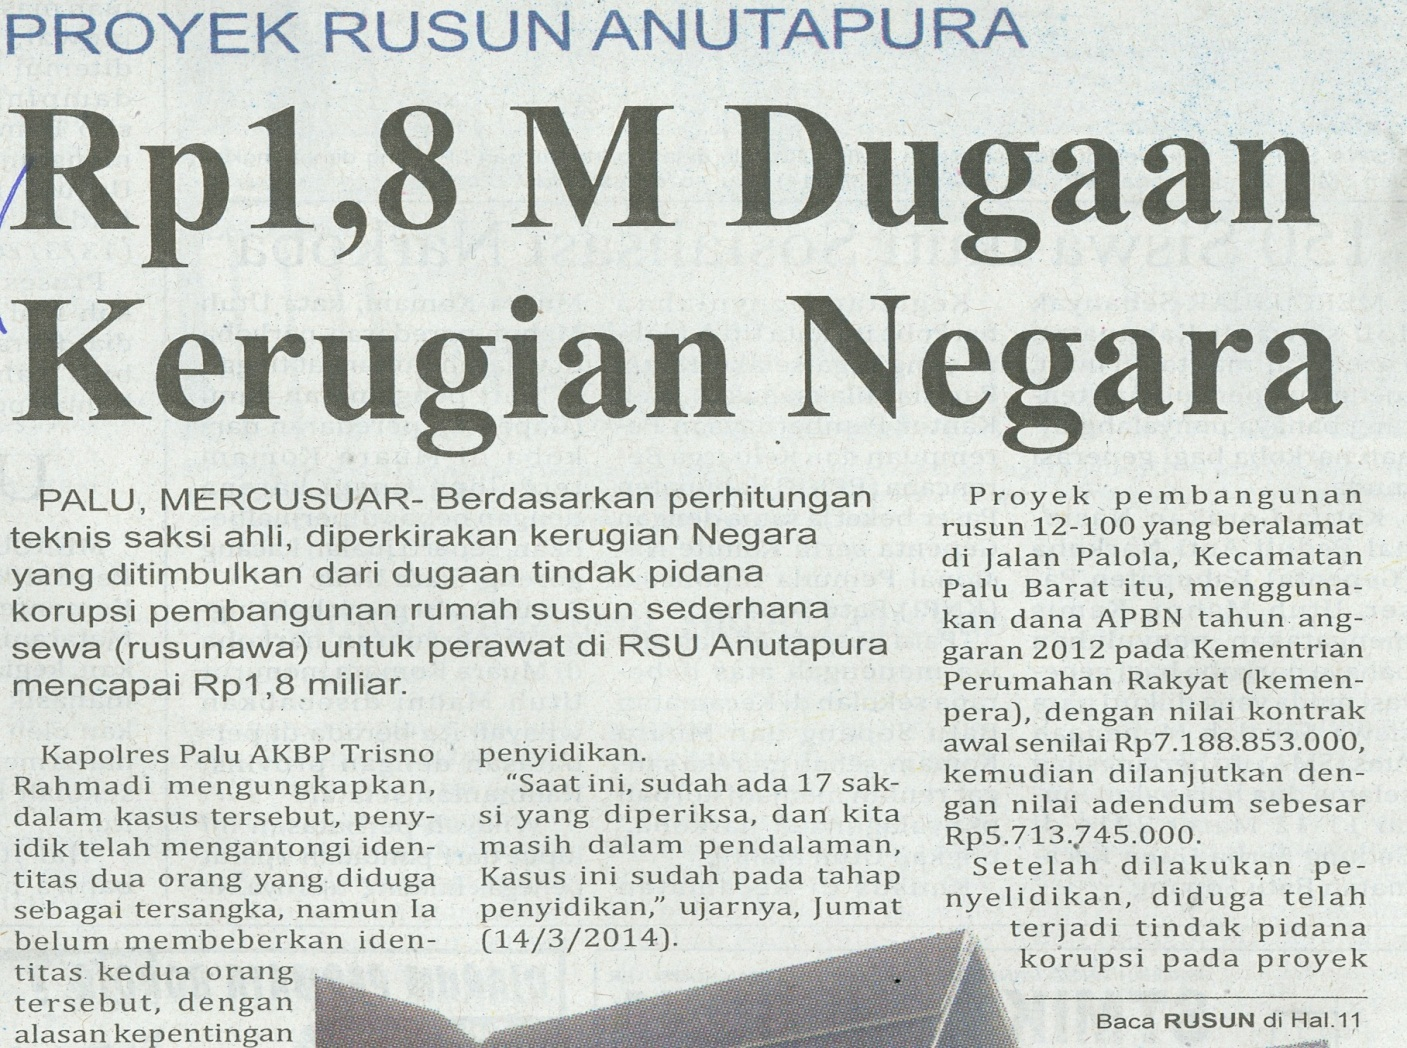 PROYEK RUSUN ANUTAPURA
Rp1,8 M Dugaan
Kerugian Negara
PALU, MERCUSUAR- Berdasarkan perhitungan
teknis saksi ahli, diperkirakan kerugian Negara
yang ditimbulkan dari dugaan tindak pidana
korupsi pembangunan rumah susun sederhana
sewa (rusunawa) untuk perawat di RSU Anutapura
mencapai Rp1,8 miliar.
Kapolres Palu AKBP Trisno
Rahmadi mengungkapkan,
dalam kasus tersebut, peny-
idik telah mengantongi iden-
titas dua orang yang diduga
sebagai tersangka, namun Ia
belum membeberkan iden-
titas kedua orang
tersebut, dengan
alasan kepentingan
penyidikan.
“Saat ini, sudah ada 17 sak-
si yang diperiksa, dan kita
masih dalam pendalaman,
Kasus ini sudah pada tahap
penyidikan,” ujarnya, Jumat
(14/3/2014).
Proyek pembangunan
rusun 12-100 yang beralamat
di Jalan Palola, Kecamatan
Palu Barat itu, mengguna-
kan dana APBN tahun ang-
garan 2012 pada Kementrian
Perumahan Rakyat (kemen-
pera), dengan nilai kontrak
awal senilai Rp7.188.853.000,
kemudian dilanjutkan den-
gan nilai adendum sebesar
Rp5.713.745.000.
Setelah dilakukan pe-
nyelidikan, diduga telah
terjadi tindak pidana
korupsi pada proyek
Baca RUSUN di Hal.11